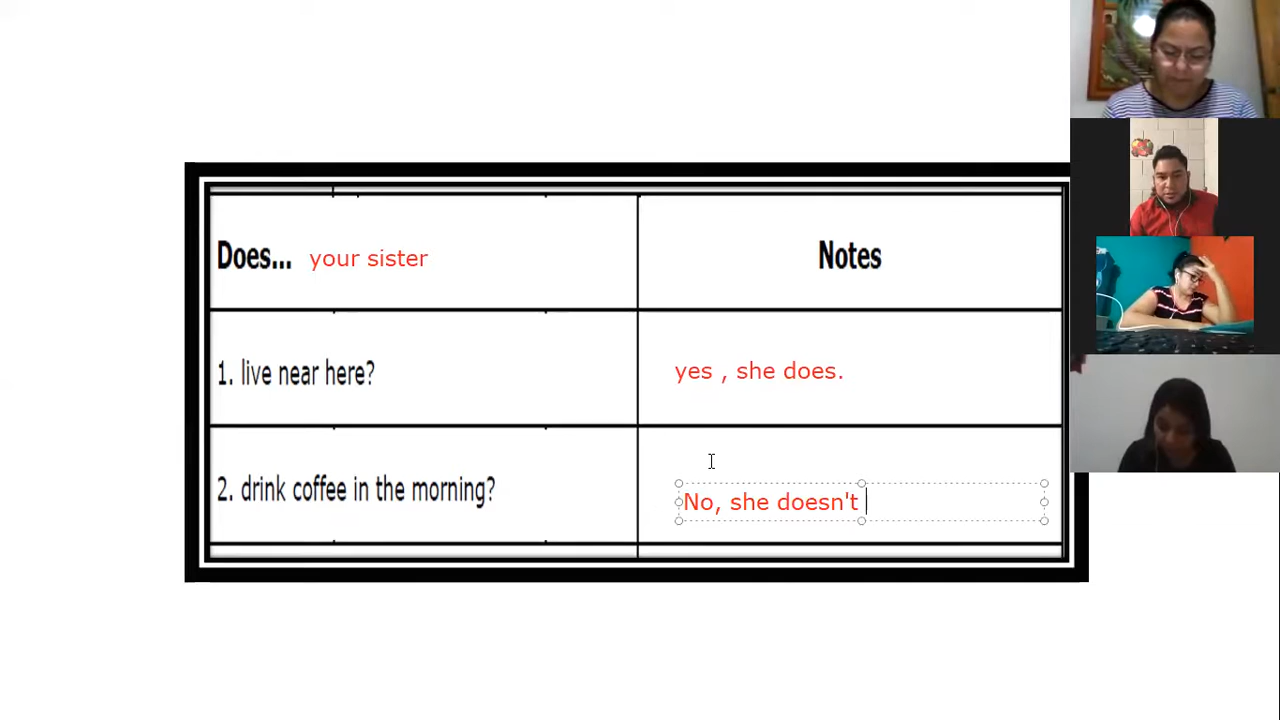 Does... your sister
Notes
1. live near here?
yes , she does.
2. drink coffee in the morning?
No, she doesn't